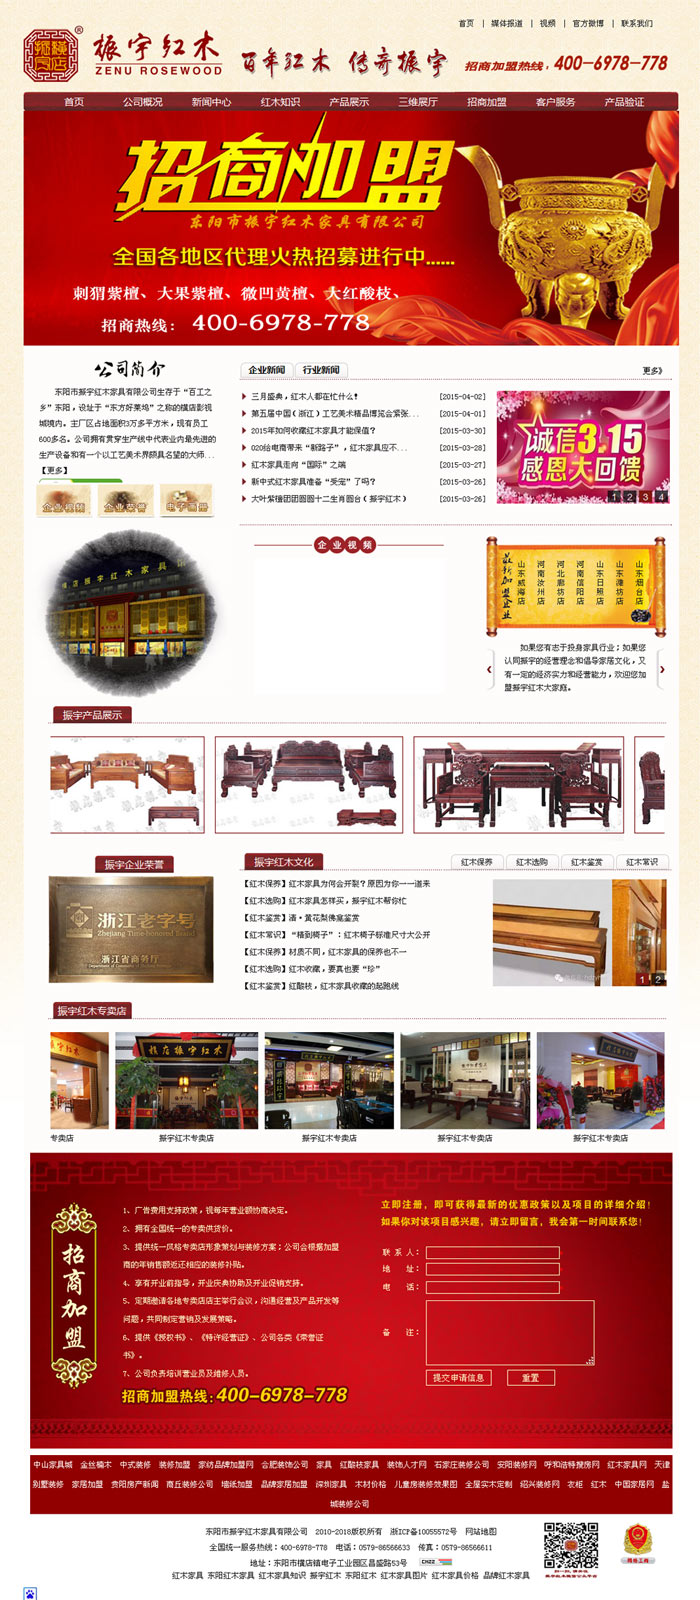 首页 | 媒体报道 | 视频 | 官方微博 | 联系我们
振宇红木
ZENU ROSEWOOD
百年红木 传奇振宇
招商加盟热线：400-6978-778
首页 公司概况 新闻中心 红木知识 产品展示 三维展厅 招商加盟 客户服务 产品验证
招商加盟
东阳市振宇红木家具有限公司
全国各地区代理火热招募进行中......
刺猬紫檀、大果紫檀、微凹黄檀、大红酸枝、
招商热线： 400-6978-778
公司简介
东阳市振宇红木家具有限公司生存于“百工之
乡”东阳，设址于“东方好莱坞”之称的横店影视
城境内。主厂区占地面积3万多平方米，现有员工
600多名。公司拥有贯穿生产线中代表业内最先进的
生产设备和有一个以工艺美术界颇具名望的大师...
【更多】
企业视频 企业荣誉 电子画册
企业新闻 行业新闻 更多》
三月盛典，红木人都在忙什么! [2015-04-02]
第五届中国（浙江）工艺美术精品博览会紧张... [2015-04-01]
2015年如何收藏红木家具才能保值？ [2015-03-30]
O2O给电商带来“新路子”，红木家具应不... [2015-03-28]
红木家具走向“国际”之端 [2015-03-27]
新中式红木家具准备“受宠”了吗？ [2015-03-26]
大叶紫檀团团圆圆十二生肖圆台（振宇红木） [2015-03-26]
诚信3.15
感恩大回馈
1 2 3 4
横店振宇红木家具
企业视频
最新加盟企业
山东威海店
河南汝州店
河北廊坊店
河南信阳店
山东日照店
山东潍坊店
山东烟台店
如果您有志于投身家具行业；如果您
认同振宇的经营理念和倡导家居文化，又
有一定的经济实力和经营能力，欢迎您加
盟振宇红木大家庭。
振宇产品展示
振宇企业荣誉
浙江老字号
Zhejiang Time-honored Brand
浙江省商务厅
振宇红木文化
红木保养 红木选购 红木鉴赏 红木常识
【红木保养】红木家具为何会开裂？原因为你一一道来
【红木选购】红木家具怎样买，振宇红木帮你忙
【红木鉴赏】清·黄花梨佛龛鉴赏
【红木常识】“椅到椅子”：红木椅子标准尺寸大公开
【红木保养】材质不同，红木家具的保养也不一
【红木选购】红木收藏，要真也要“珍”
【红木鉴赏】红酸枝，红木家具收藏的起跑线
1 2
振宇红木专卖店
振宇红木
横店振宇红木
专卖店 振宇红木专卖店 振宇红木专卖店 振宇红木专卖店 振宇红木专卖店
招商加盟
1、广告费用支持政策，视每年营业额协商决定。
2、拥有全国统一的专卖供货价。
3、提供统一风格专卖店形象策划与装修方案；公司会根据加盟
商的年销售额返还相应的装修补贴。
4、享有开业前指导，开业庆典协助及开业促销支持。
5、定期邀请各地专卖店店主举行会议，沟通经营及产品开发等
问题，共同制定营销及发展策略。
6、提供《授权书》、《特许经营证》、公司各类《荣誉证
书》。
7、公司负责培训营业员及维修人员。
招商加盟热线：400-6978-778
立即注册，即可获得最新的优惠政策以及项目的详细介绍！
如果你对该项目感兴趣，请立即留言，我会第一时间联系您！
联系人：
地 址：
电 话：
备 注：
提交申请信息 重置
中山家具城 金丝楠木 中式装修 装修加盟 家纺品牌加盟网 合肥装饰公司 家具 红酸枝家具 装饰人才网 石家庄装修公司 安阳装修网 呼和浩特搜房网 红木家具网 天津
别墅装修 家居加盟 贵阳房产新闻 商丘装修公司 墙纸加盟 品牌家居加盟 深圳家具 木材价格 儿童房装修效果图 全屋实木定制 绍兴装修网 衣柜 红木 中国家居网 盐
城装修公司
东阳市振宇红木家具有限公司 2010-2018版权所有 浙ICP备10055572号 网站地图
全国统一服务热线：400-6978-778 电话：0579-86566633 传真：0579-86566611
地址：东阳市横店镇电子工业园区昌盛路53号 CNZZ
红木家具 东阳红木家具 红木家具知识 振宇红木 东阳红木 红木家具图片 红木家具价格 品牌红木家具